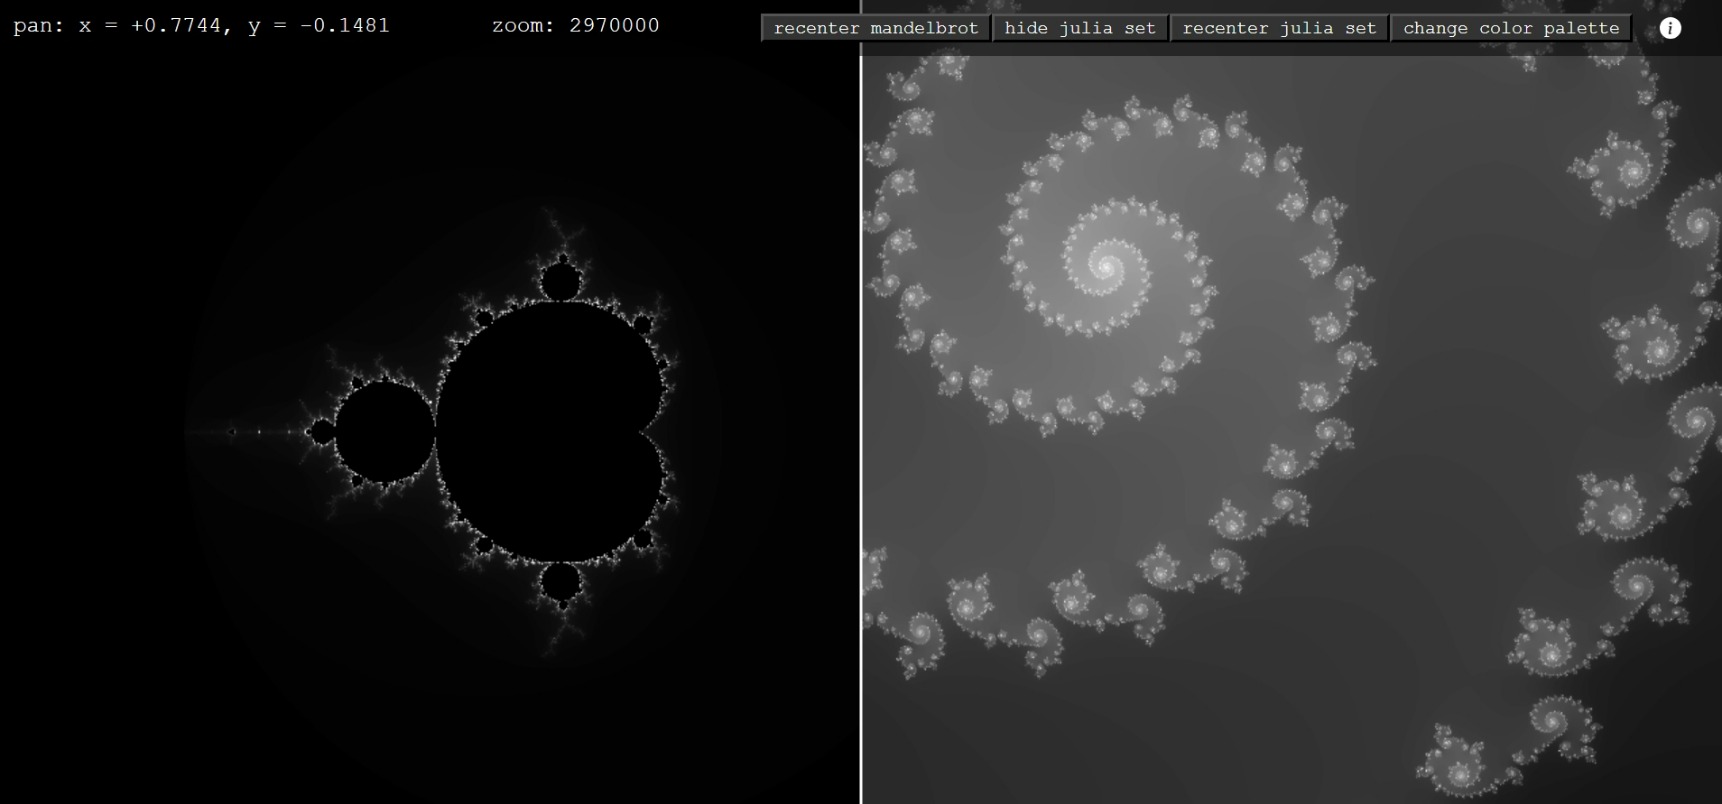 pan: x = +0.7744, y = −0.1481 zoom: 2970000 recenter mandelbrot hide julia set recenter julia set change color palette i